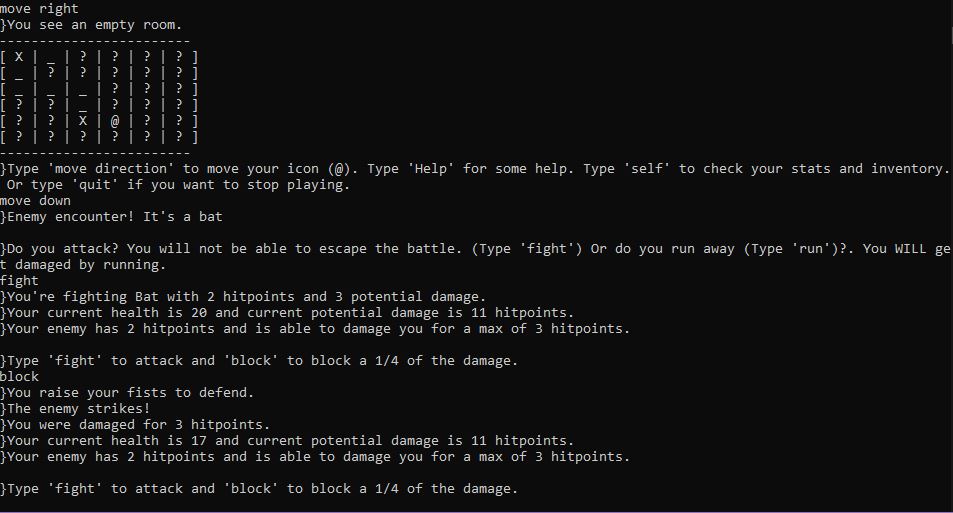 move right
}You see an empty room.
------------------------
[ X | _ | ? | ? | ? | ? ]
[ _ | ? | ? | ? | ? | ? ]
[ _ | _ | _ | ? | ? | ? ]
[ ? | ? | _ | ? | ? | ? ]
[ ? | ? | X | @ | ? | ? ]
[ ? | ? | ? | ? | ? | ? ]
------------------------
}Type 'move direction' to move your icon (@). Type 'Help' for some help. Type 'self' to check your stats and inventory.
 Or type 'quit' if you want to stop playing.
move down
}Enemy encounter! It's a bat

}Do you attack? You will not be able to escape the battle. (Type 'fight') Or do you run away (Type 'run')?. You WILL ge
t damaged by running.
fight
}You're fighting Bat with 2 hitpoints and 3 potential damage.
}Your current health is 20 and current potential damage is 11 hitpoints.
}Your enemy has 2 hitpoints and is able to damage you for a max of 3 hitpoints.

}Type 'fight' to attack and 'block' to block a 1/4 of the damage.
block
}You raise your fists to defend.
}The enemy strikes!
}You were damaged for 3 hitpoints.
}Your current health is 17 and current potential damage is 11 hitpoints.
}Your enemy has 2 hitpoints and is able to damage you for a max of 3 hitpoints.

}Type 'fight' to attack and 'block' to block a 1/4 of the damage.